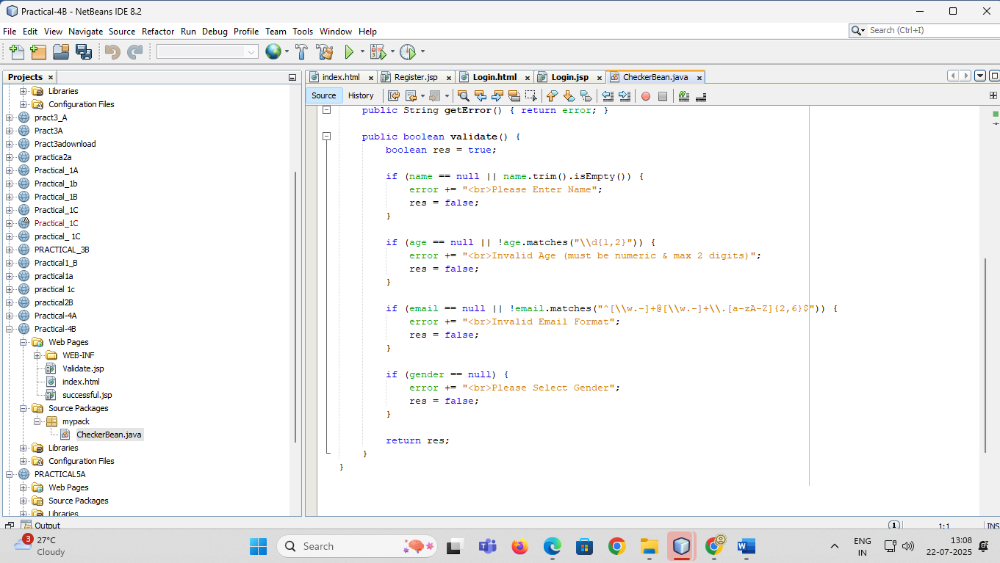 Practical-4B - NetBeans IDE 8.2
File Edit View Navigate Source Refactor Run Debug Profile Team Tools Window Help
Search (Ctrl+I)
Projects
Libraries
Configuration Files
pract3_A
Pract3A
Pract3adownload
practica2a
Practical_1A
Practical_1b
Practical_1B
Practical_1C
Practical_1C
practical_ 1C
PRACTICAL_3B
Practical1_B
practical1a
practical 1c
practical2B
Practical-4A
Practical-4B
Web Pages
WEB-INF
Validate.jsp
index.html
successful.jsp
Source Packages
mypack
CheckerBean.java
Libraries
Configuration Files
PRACTICAL5A
Web Pages
Source Packages
Libraries
index.html Register.jsp Login.html Login.jsp CheckerBean.java
Source History
public String getError() { return error; }
public boolean validate() {
boolean res = true;
if (name == null || name.trim().isEmpty()) {
error += "<br>Please Enter Name";
res = false;
}
if (age == null || !age.matches("\\d{1,2}")) {
error += "<br>Invalid Age (must be numeric & max 2 digits)";
res = false;
}
if (email == null || !email.matches("^[\\w.-]+@[\\w.-]+\\.[a-zA-Z]{2,6}$")) {
error += "<br>Invalid Email Format";
res = false;
}
if (gender == null) {
error += "<br>Please Select Gender";
res = false;
}
return res;
}
}
Output
1 1:1 INS
3
27°C
Cloudy
Search
ENG
IN
13:08
22-07-2025